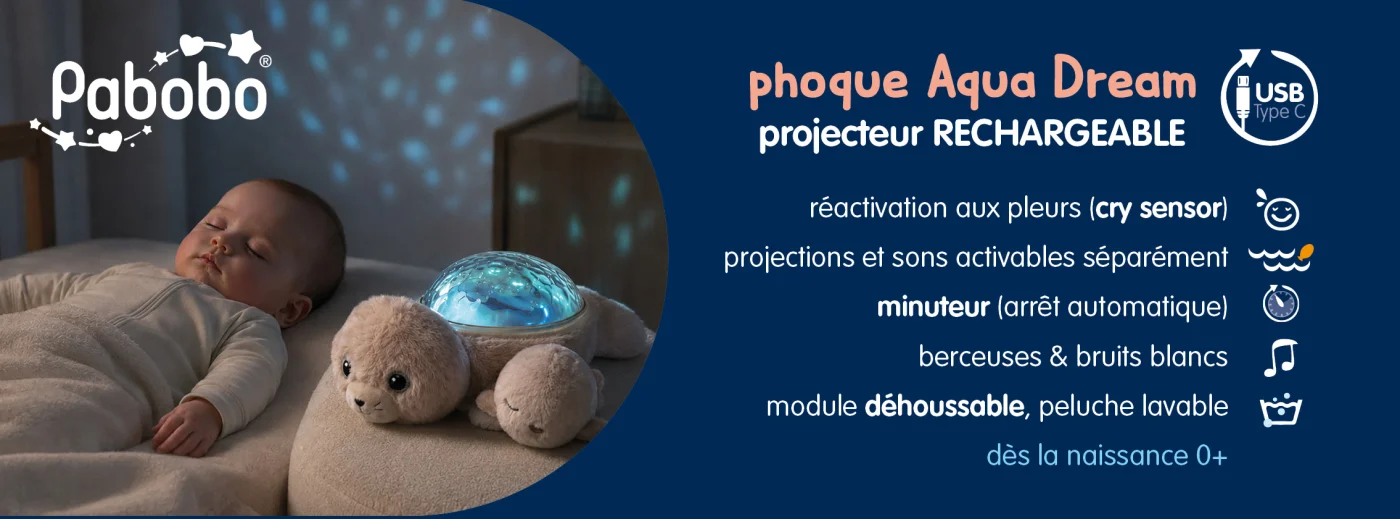 Pabobo®
phoque Aqua Dream
projecteur RECHARGEABLE
USB
Type C
réactivation aux pleurs (cry sensor)
projections et sons activables séparément
minuteur (arrêt automatique)
berceuses & bruits blancs
module déhoussable, peluche lavable
dès la naissance 0+